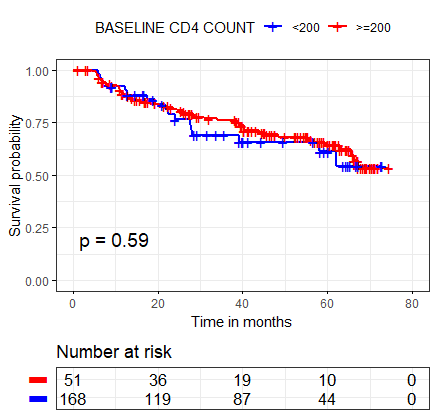 BASELINE CD4 COUNT <200 >=200
1.00
0.75
0.50
0.25
0.00
Survival probability
p = 0.59
0 20 40 60 80
Time in months
Number at risk
51 36 19 10 0
168 119 87 44 0